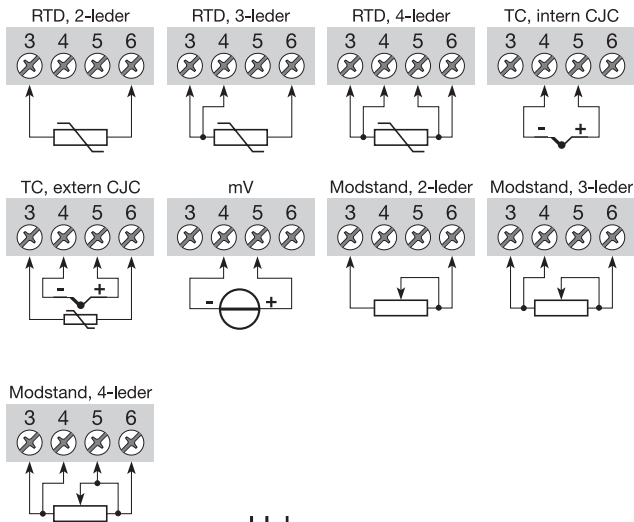 RTD, 2-leder RTD, 3-leder RTD, 4-leder TC, intern CJC
3 4 5 6 3 4 5 6 3 4 5 6 3 4 5 6
- +
TC, extern CJC mV Modstand, 2-leder Modstand, 3-leder
3 4 5 6 3 4 5 6 3 4 5 6 3 4 5 6
- + - +
Modstand, 4-leder
3 4 5 6